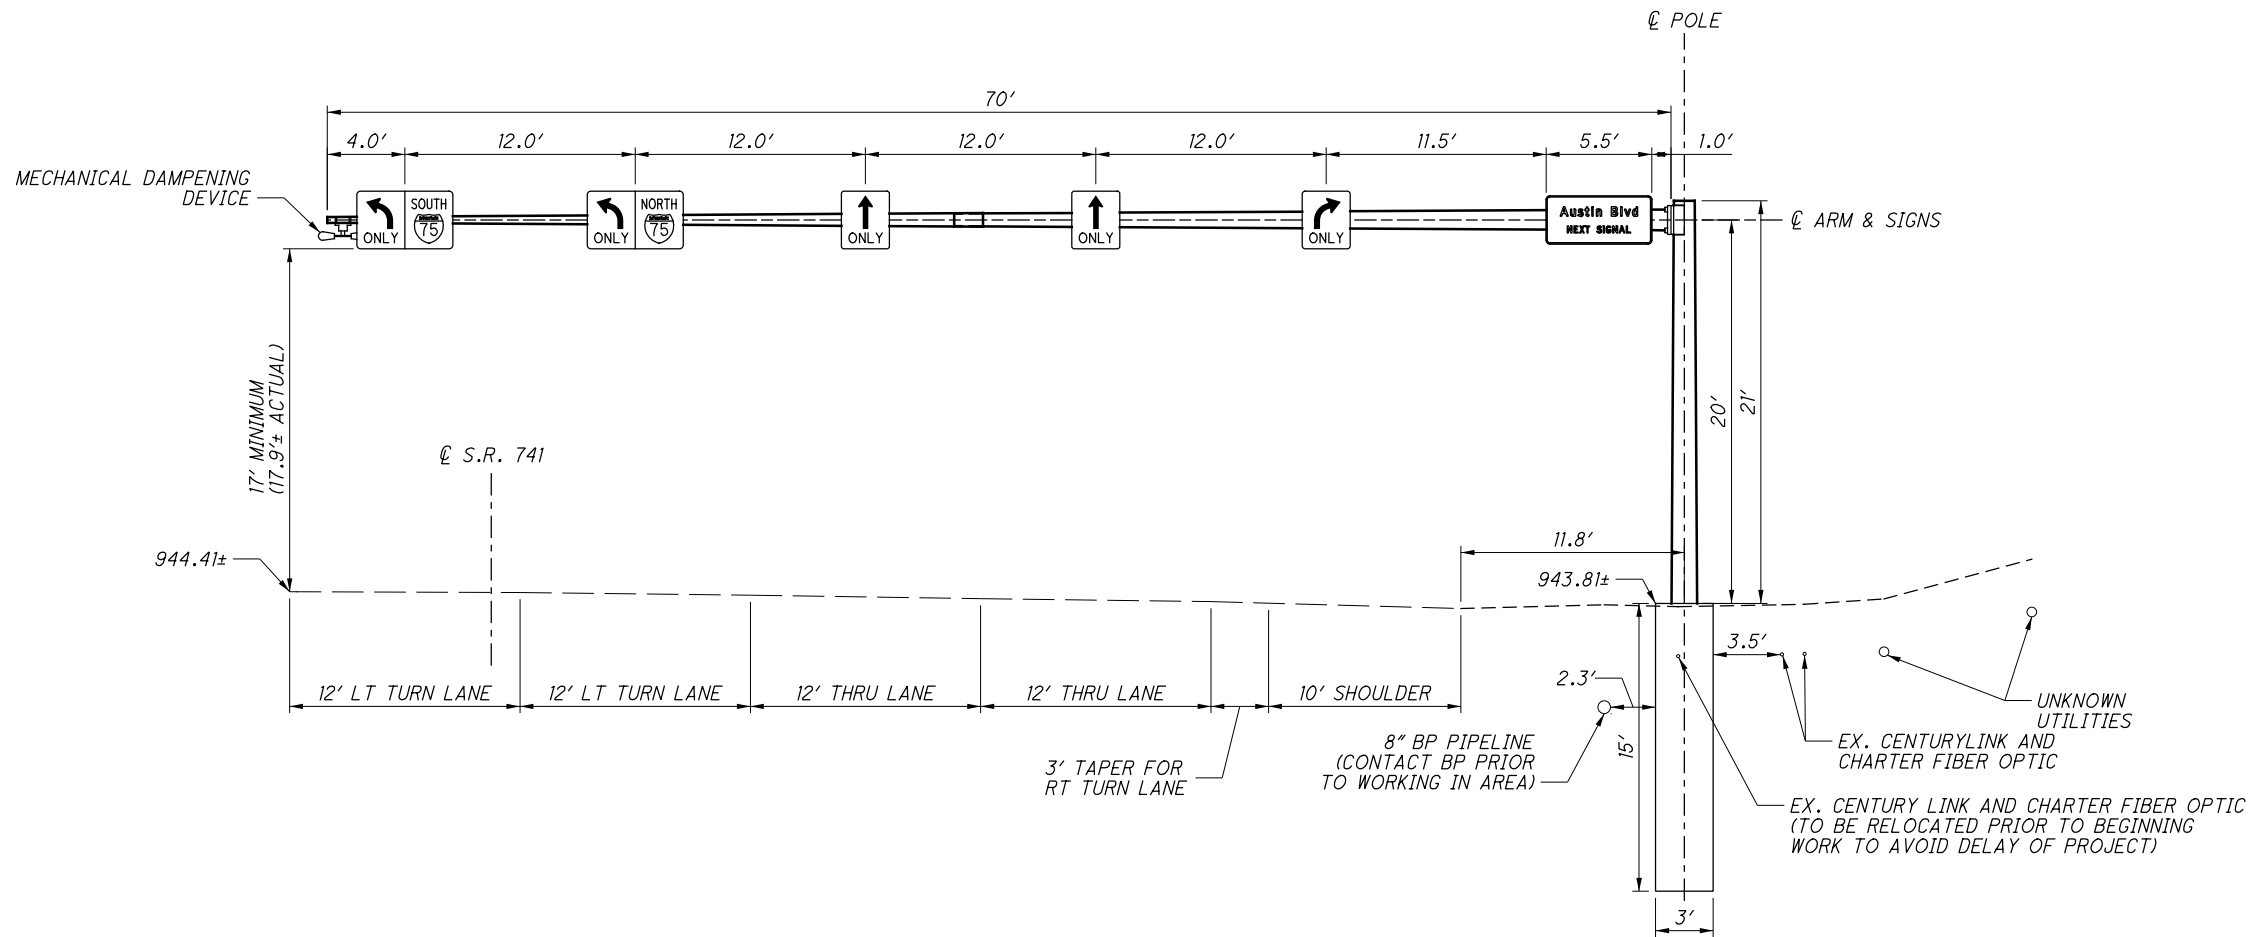 ℄ POLE
70'
4.0'
12.0'
12.0'
12.0'
12.0'
11.5'
5.5'
1.0'
MECHANICAL DAMPENING
DEVICE
ONLY
SOUTH
75
ONLY
NORTH
75
ONLY
ONLY
ONLY
Austin Blvd
NEXT SIGNAL
℄ ARM & SIGNS
17' MINIMUM
(17.9'± ACTUAL)
20'
21'
℄ S.R. 741
944.41±
11.8'
943.81±
12' LT TURN LANE
12' LT TURN LANE
12' THRU LANE
12' THRU LANE
10' SHOULDER
3' TAPER FOR
RT TURN LANE
2.3'
3.5'
15'
8" BP PIPELINE
(CONTACT BP PRIOR
TO WORKING IN AREA)
UNKNOWN
UTILITIES
EX. CENTURYLINK AND
CHARTER FIBER OPTIC
EX. CENTURY LINK AND CHARTER FIBER OPTIC
(TO BE RELOCATED PRIOR TO BEGINNING
WORK TO AVOID DELAY OF PROJECT)
3'